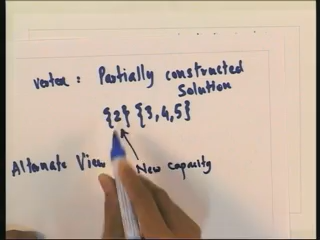 vertex : Partially constructed
Solution
{2} {3,4,5}
Alternate View
New capacity